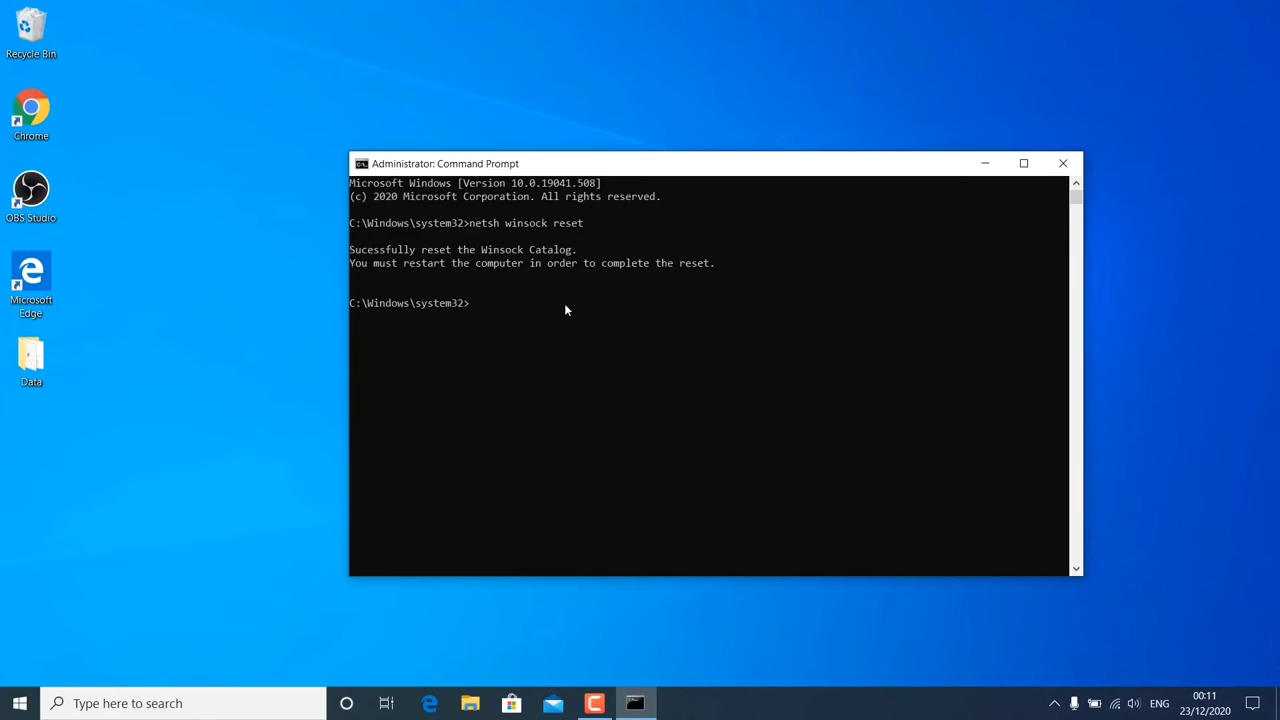 Recycle Bin
Chrome
OBS Studio
Microsoft
Edge
Data
Administrator: Command Prompt
Microsoft Windows [Version 10.0.19041.508]
(c) 2020 Microsoft Corporation. All rights reserved.
C:\Windows\system32>netsh winsock reset
Sucessfully reset the Winsock Catalog.
You must restart the computer in order to complete the reset.
C:\Windows\system32>
Type here to search
ENG
00:11
23/12/2020